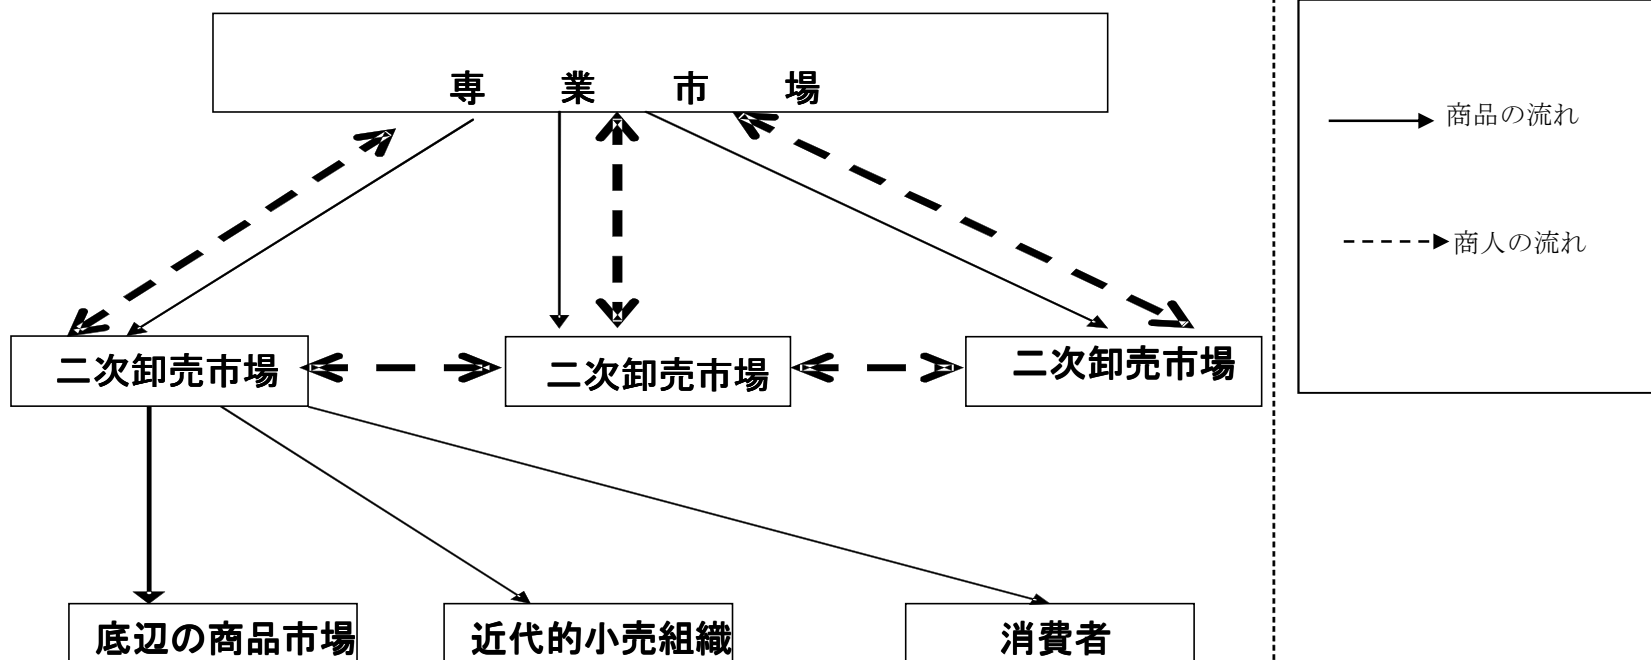 専業市場
商品の流れ
商人の流れ
二次卸売市場
二次卸売市場
二次卸売市場
底辺の商品市場
近代的小売組織
消費者